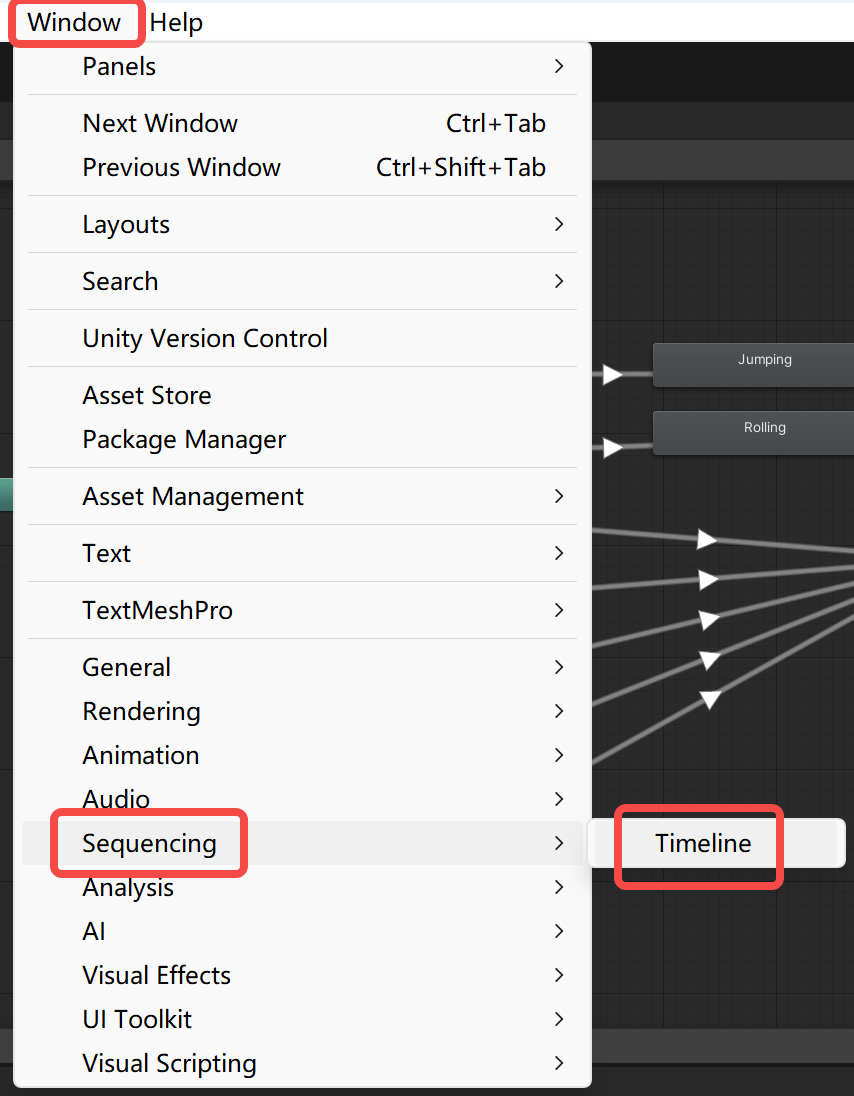 Window Help
Panels
Next Window Ctrl+Tab
Previous Window Ctrl+Shift+Tab
Layouts
Search
Unity Version Control
Jumping
Asset Store
Rolling
Package Manager
Asset Management
Text
TextMeshPro
General
Rendering
Animation
Audio
Sequencing Timeline
Analysis
AI
Visual Effects
UI Toolkit
Visual Scripting